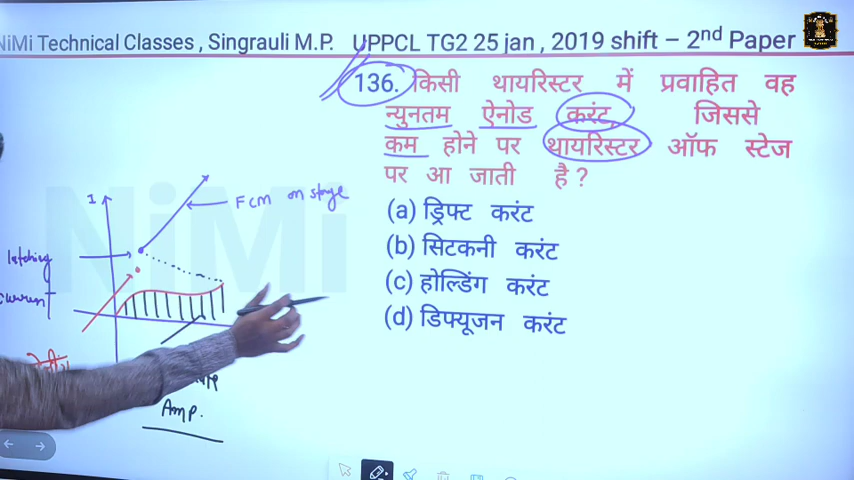 NiMi Technical Classes , Singrauli M.P. UPPCL TG2 25 jan , 2019 shift – 2nd Paper
136. किसी थायरिस्टर में प्रवाहित वह
न्युनतम ऐनोड करंट, जिससे
कम होने पर थायरिस्टर ऑफ स्टेज
पर आ जाती है ?
(a) ड्रिफ्ट करंट
(b) सिटकनी करंट
(c) होल्डिंग करंट
(d) डिफ्यूजन करंट
NiMi
I
FCM on stage
latching
current
Amp.